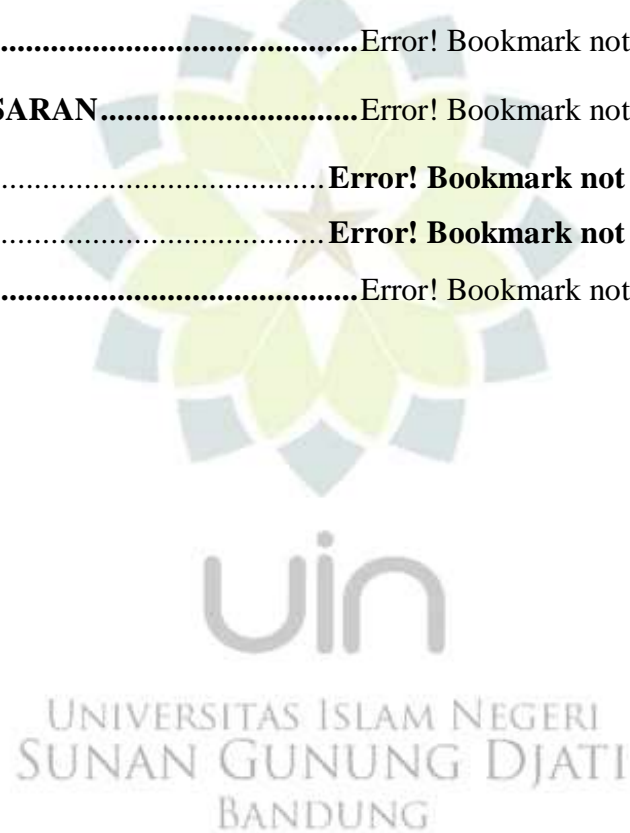 ...........................................Error! Bookmark not
SARAN...............................Error! Bookmark not
.......................................Error! Bookmark not
.......................................Error! Bookmark not
...........................................Error! Bookmark not
uin
UNIVERSITAS ISLAM NEGERI
SUNAN GUNUNG DJATI
BANDUNG